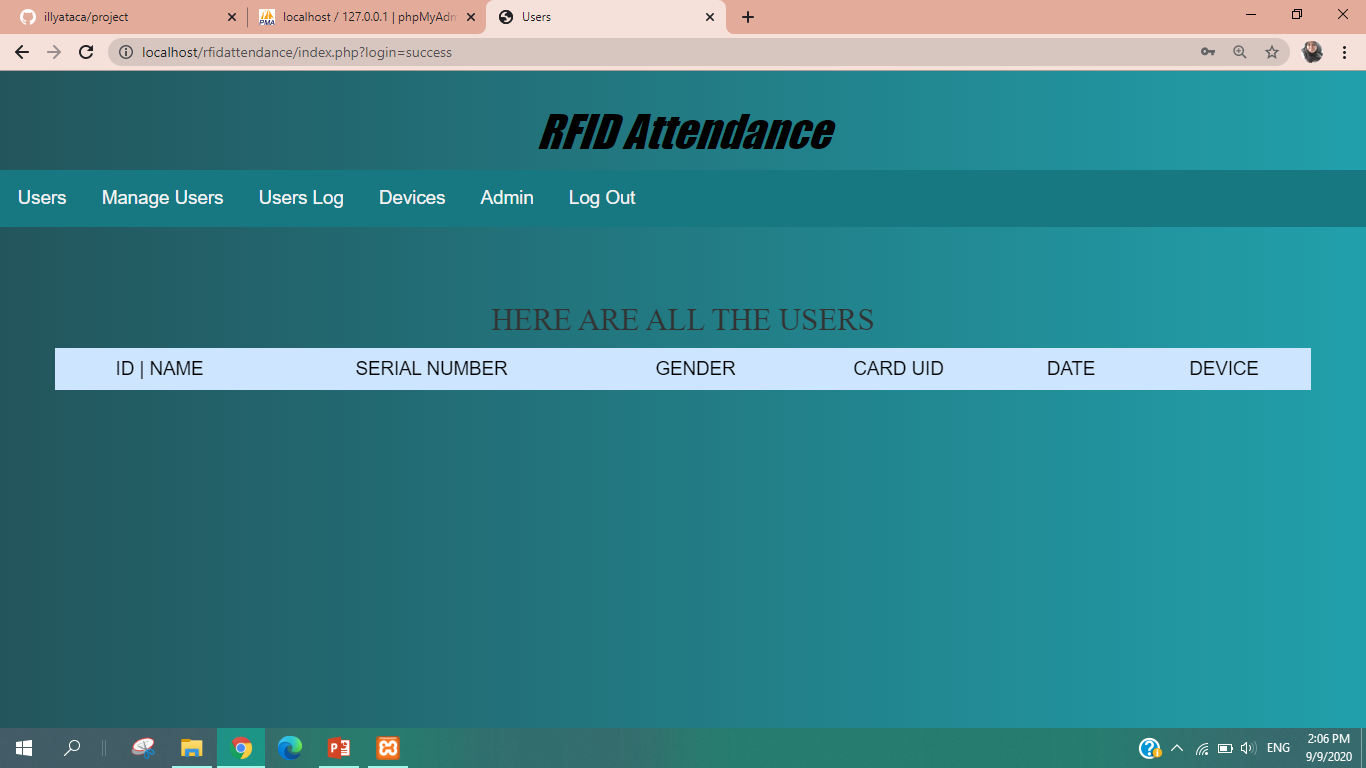 illyataca/project
localhost / 127.0.0.1 | phpMyAdm
Users
localhost/rfidattendance/index.php?login=success
RFID Attendance
Users Manage Users Users Log Devices Admin Log Out
HERE ARE ALL THE USERS
ID | NAME SERIAL NUMBER GENDER CARD UID DATE DEVICE
ENG
2:06 PM
9/9/2020